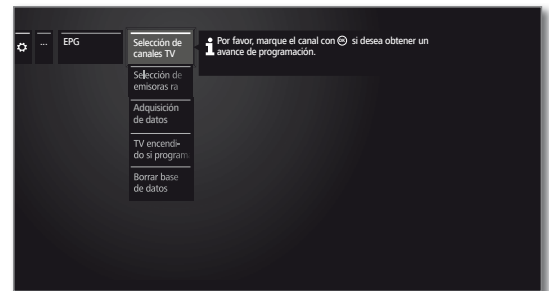 ...
EPG
Selección de
canales TV
Por favor, marque el canal con OK si desea obtener un
avance de programación.
Selección de
emisoras ra
Adquisición
de datos
TV encendi-
do si program
Borrar base
de datos